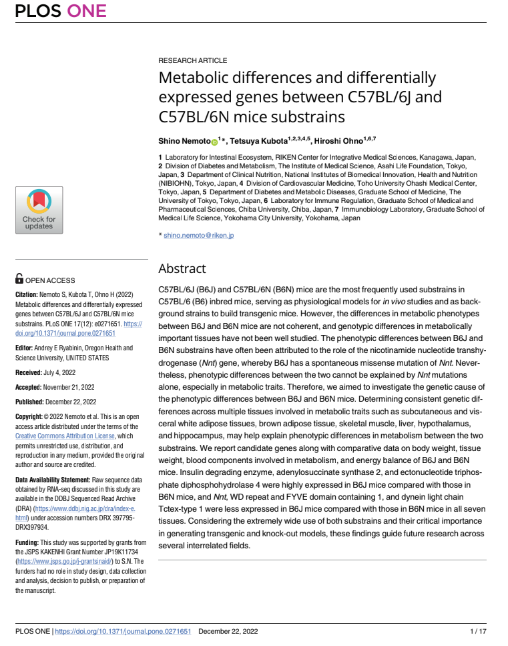 PLOS ONE
RESEARCH ARTICLE
Metabolic differences and differentially
expressed genes between C57BL/6J and
C57BL/6N mice substrains
Shino Nemoto1*, Tetsuya Kubota1,2,3,4,5, Hiroshi Ohno1,6,7
1 Laboratory for Intestinal Ecosystem, RIKEN Center for Integrative Medical Sciences, Kanagawa, Japan,
2 Division of Diabetes and Metabolism, The Institute of Medical Science, Asahi Life Foundation, Tokyo,
Japan, 3 Department of Clinical Nutrition, National Institutes of Biomedical Innovation, Health and Nutrition
(NIBIOHN), Tokyo, Japan, 4 Division of Cardiovascular Medicine, Toho University Ohashi Medical Center,
Tokyo, Japan, 5 Department of Diabetes and Metabolic Diseases, Graduate School of Medicine, The
University of Tokyo, Tokyo, Japan, 6 Laboratory for Immune Regulation, Graduate School of Medical and
Pharmaceutical Sciences, Chiba University, Chiba, Japan, 7 Immunobiology Laboratory, Graduate School of
Medical Life Science, Yokohama City University, Yokohama, Japan
* shino.nemoto@riken.jp
Abstract
C57BL/6J (B6J) and C57BL/6N (B6N) mice are the most frequently used substrains in
C57BL/6 (B6) inbred mice, serving as physiological models for in vivo studies and as back-
ground strains to build transgenic mice. However, the differences in metabolic phenotypes
between B6J and B6N mice are not coherent, and genotypic differences in metabolically
important tissues have not been well studied. The phenotypic differences between B6J and
B6N substrains have often been attributed to the role of the nicotinamide nucleotide transhy-
drogenase (Nnt) gene, whereby B6J has a spontaneous missense mutation of Nnt. Never-
theless, phenotypic differences between the two cannot be explained by Nnt mutations
alone, especially in metabolic traits. Therefore, we aimed to investigate the genetic cause of
the phenotypic differences between B6J and B6N mice. Determining consistent genetic dif-
ferences across multiple tissues involved in metabolic traits such as subcutaneous and vis-
ceral white adipose tissues, brown adipose tissue, skeletal muscle, liver, hypothalamus,
and hippocampus, may help explain phenotypic differences in metabolism between the two
substrains. We report candidate genes along with comparative data on body weight, tissue
weight, blood components involved in metabolism, and energy balance of B6J and B6N
mice. Insulin degrading enzyme, adenylosuccinate synthase 2, and ectonucleotide triphos-
phate diphosphohydrolase 4 were highly expressed in B6J mice compared with those in
B6N mice, and Nnt, WD repeat and FYVE domain containing 1, and dynein light chain
Tctex-type 1 were less expressed in B6J mice compared with those in B6N mice in all seven
tissues. Considering the extremely wide use of both substrains and their critical importance
in generating transgenic and knock-out models, these findings guide future research across
several interrelated fields.
Check for
updates
OPEN ACCESS
Citation: Nemoto S, Kubota T, Ohno H (2022)
Metabolic differences and differentially expressed
genes between C57BL/6J and C57BL/6N mice
substrains. PLoS ONE 17(12): e0271651. https://
doi.org/10.1371/journal.pone.0271651
Editor: Andrey E Ryabinin, Oregon Health and
Science University, UNITED STATES
Received: July 4, 2022
Accepted: November 21, 2022
Published: December 22, 2022
Copyright: © 2022 Nemoto et al. This is an open
access article distributed under the terms of the
Creative Commons Attribution License, which
permits unrestricted use, distribution, and
reproduction in any medium, provided the original
author and source are credited.
Data Availability Statement: Raw sequence data
obtained by RNA-seq discussed in this study are
available in the DDBJ Sequenced Read Archive
(DRA) (https://www.ddbj.nig.ac.jp/dra/index-e.
html) under accession numbers DRX 397795-
DRX397934.
Funding: This study was supported by grants from
the JSPS KAKENHI Grant Number JP19K11734
(https://www.jsps.go.jp/j-grantsinaid/) to S.N. The
funders had no role in study design, data collection
and analysis, decision to publish, or preparation of
the manuscript.
PLOS ONE | https://doi.org/10.1371/journal.pone.0271651 December 22, 2022
1 / 17